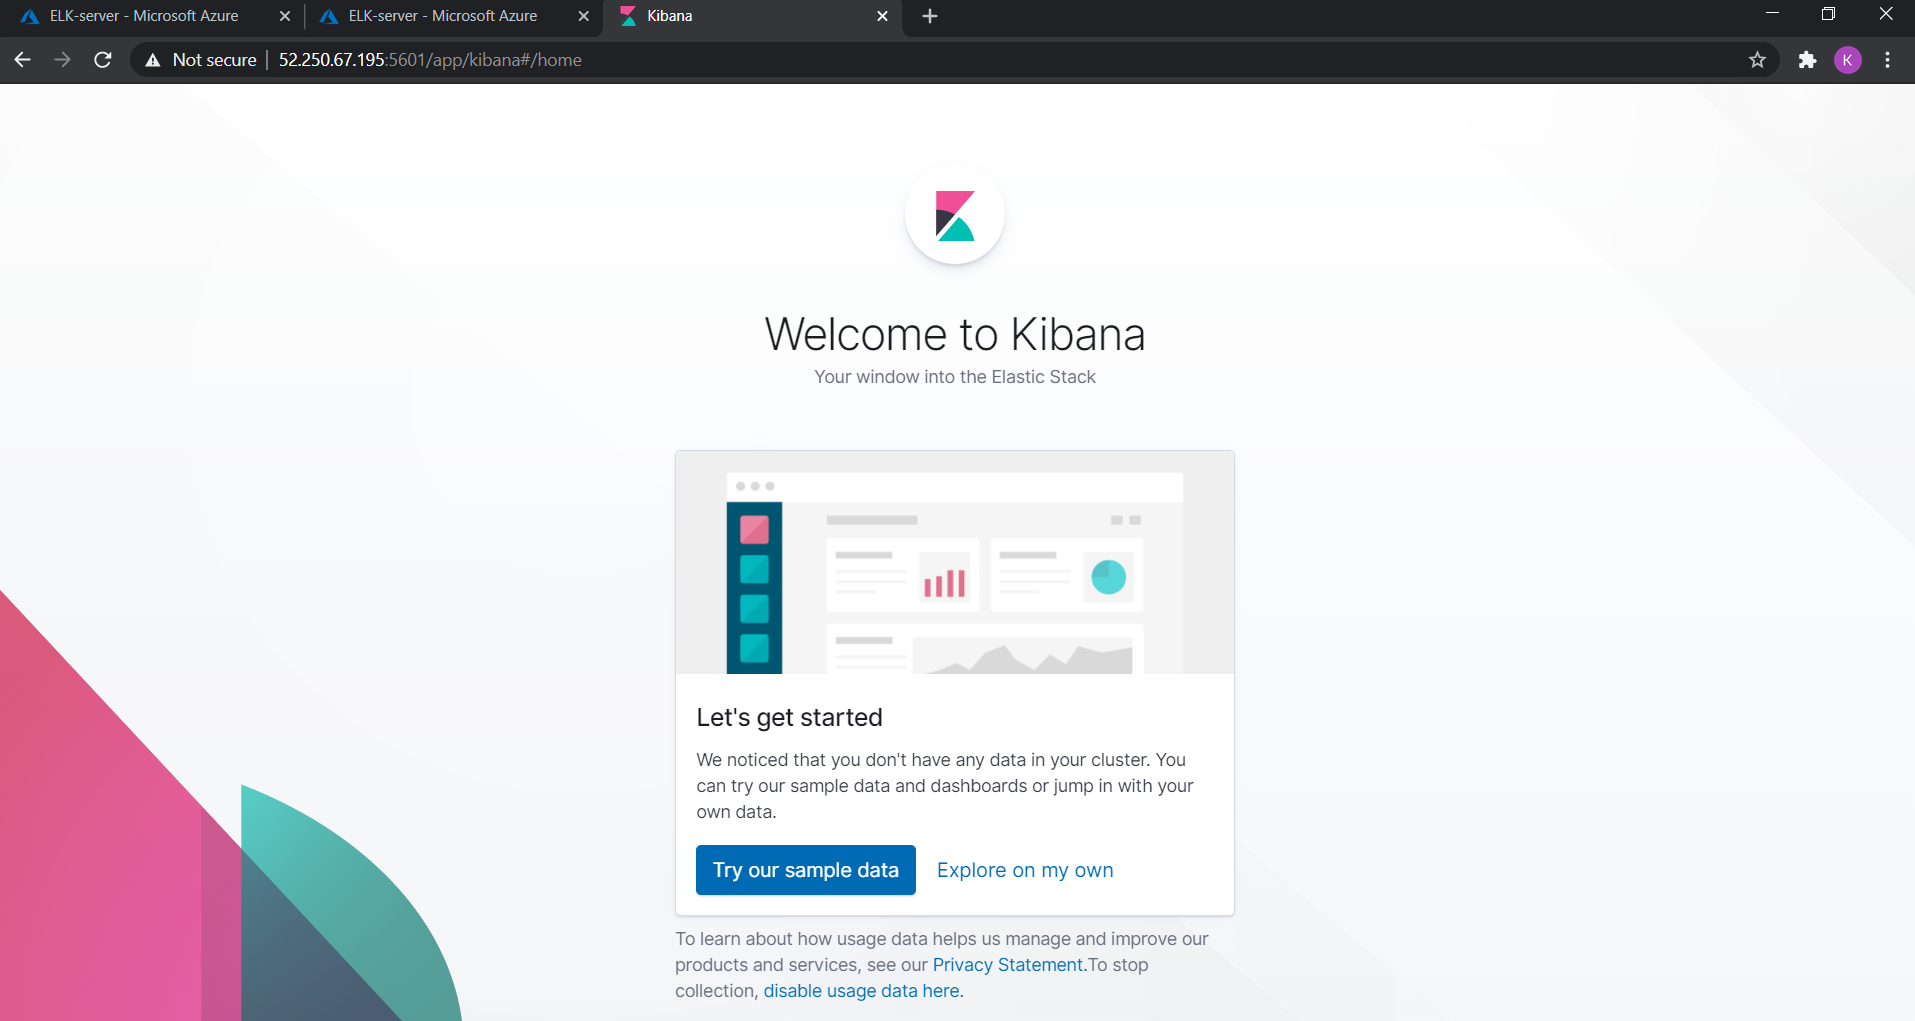 ELK-server - Microsoft Azure
ELK-server - Microsoft Azure
Kibana
Not secure
52.250.67.195:5601/app/kibana#/home
K
Welcome to Kibana
Your window into the Elastic Stack
Let's get started
We noticed that you don't have any data in your cluster. You
can try our sample data and dashboards or jump in with your
own data.
Try our sample data
Explore on my own
To learn about how usage data helps us manage and improve our
products and services, see our Privacy Statement.To stop
collection, disable usage data here.